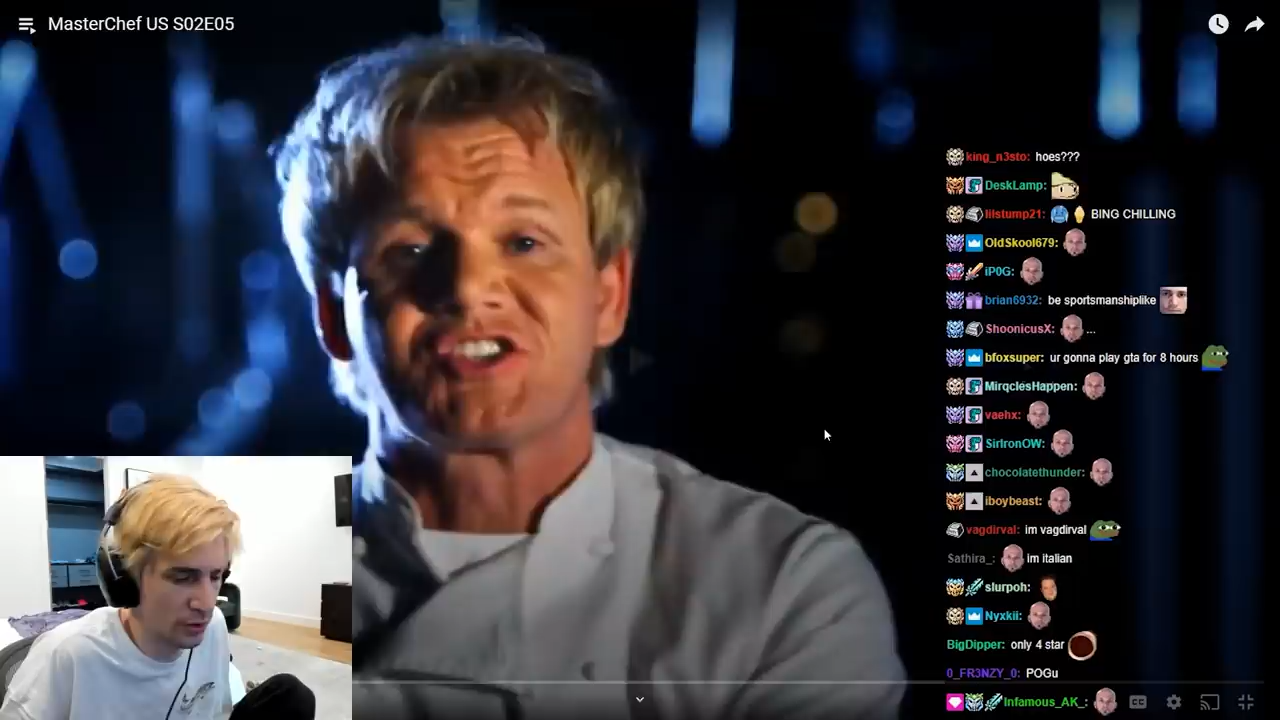 MasterChef US S02E05
king_n3sto: hoes???
DeskLamp:
lilstump21: BING CHILLING
OldSkool679:
iP0G:
brian6932: be sportsmanshiplike
ShoonicusX: ...
bfoxsuper: ur gonna play gta for 8 hours
MirqclesHappen:
vaehx:
SirIronOW:
chocolatethunder:
iboybeast:
vagdirval: im vagdirval
Sathira_: im italian
slurpoh:
Nyxkii:
BigDipper: only 4 star
0_FR3NZY_0: POGu
Infamous_AK_:
CC